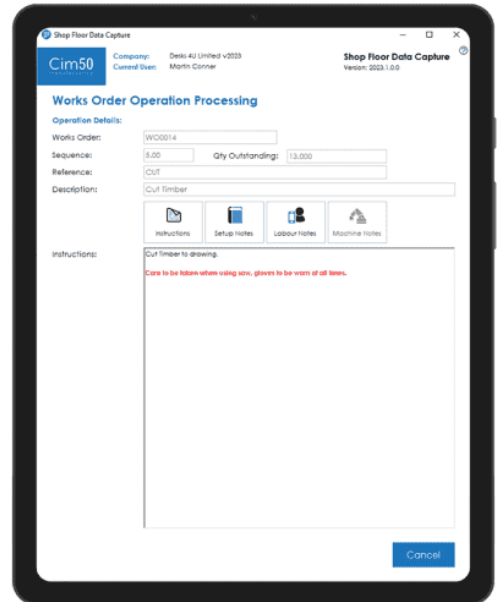 Shop Floor Data Capture
Cim50
Company: Desks 4U Limited v2023
Current User: Martin Conner
Shop Floor Data Capture
Version: 2023.1.0.0
Works Order Operation Processing
Operation Details:
Works Order: WO0014
Sequence: 5.00 Qty Outstanding: 13.000
Reference: CUT
Description: Cut Timber
Instructions Setup Notes Labour Notes Machine Notes
Instructions: Cut Timber to drawing.
Care to be taken when using saw, gloves to be warn at all times.
Cancel